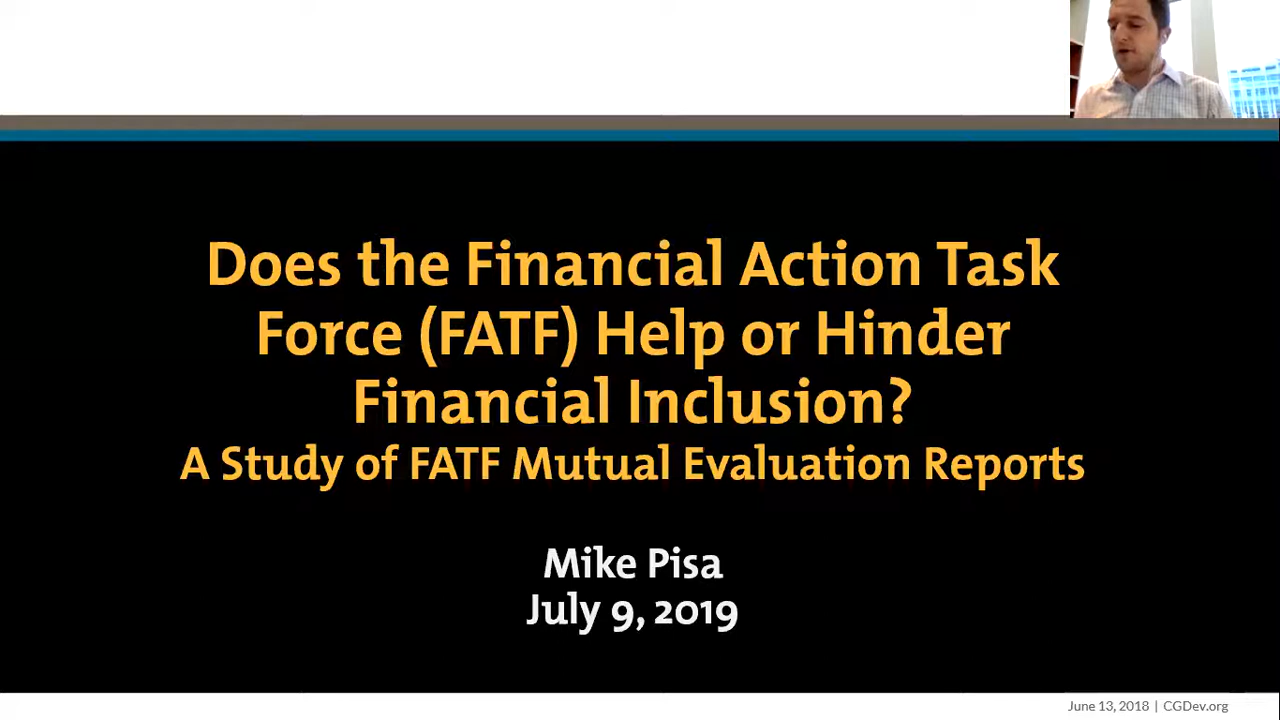 Does the Financial Action Task
Force (FATF) Help or Hinder
Financial Inclusion?
A Study of FATF Mutual Evaluation Reports
Mike Pisa
July 9, 2019
June 13, 2018 | CGDev.org